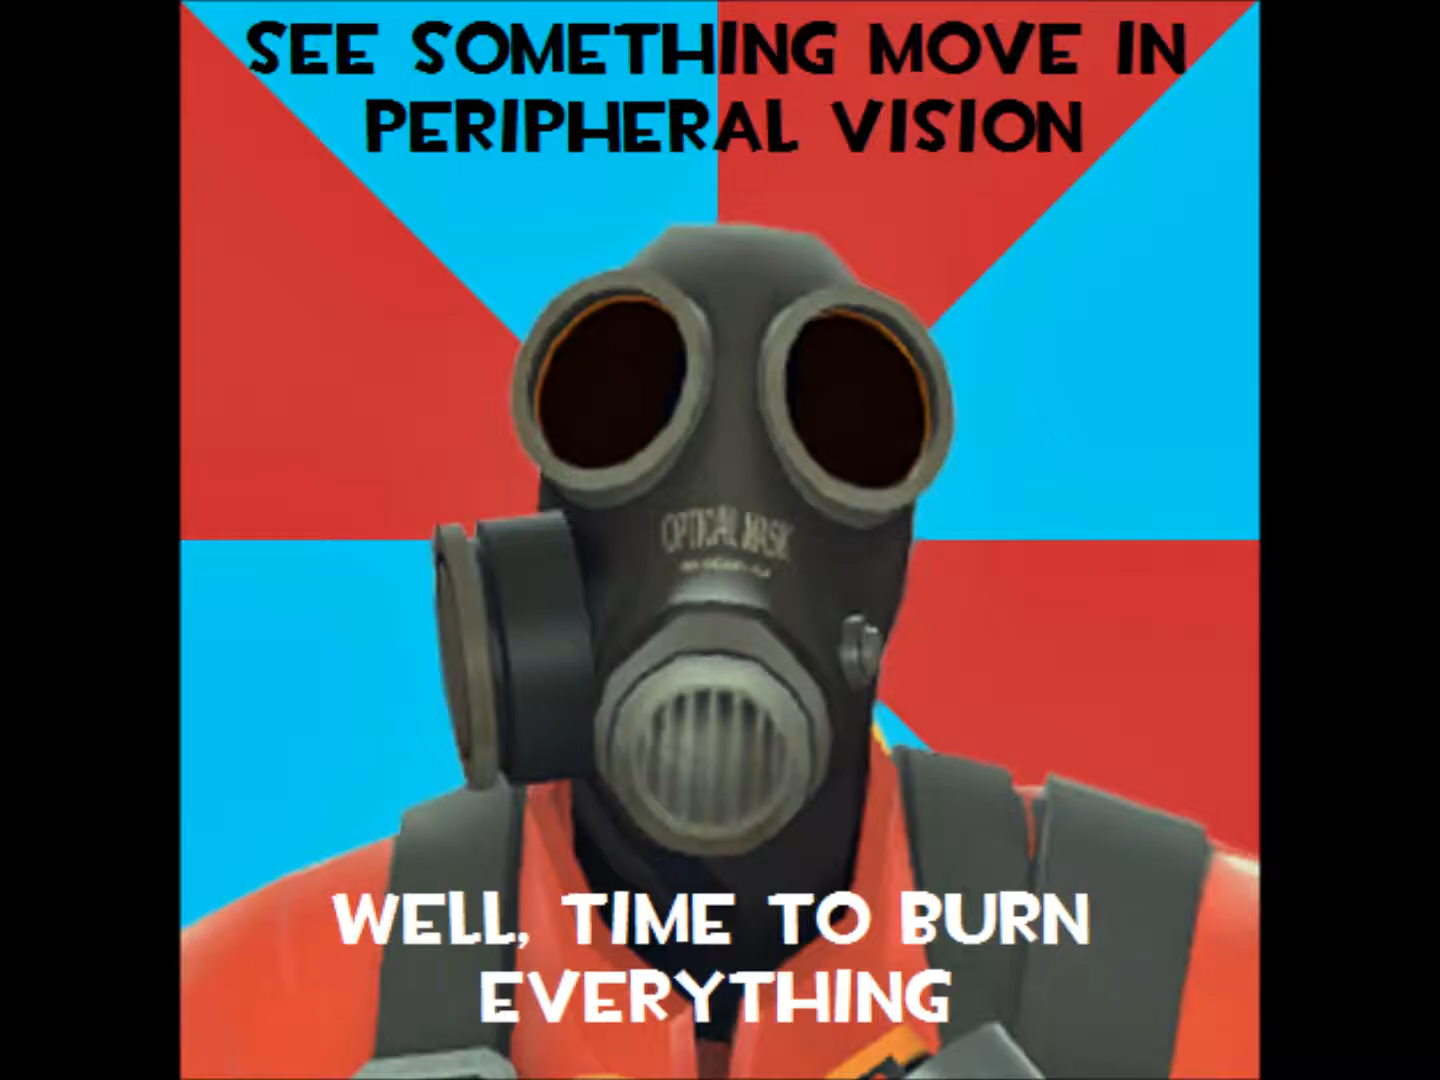 SEE SOMETHING MOVE IN
PERIPHERAL VISION
OPTICAL MASK
WELL, TIME TO BURN
EVERYTHING